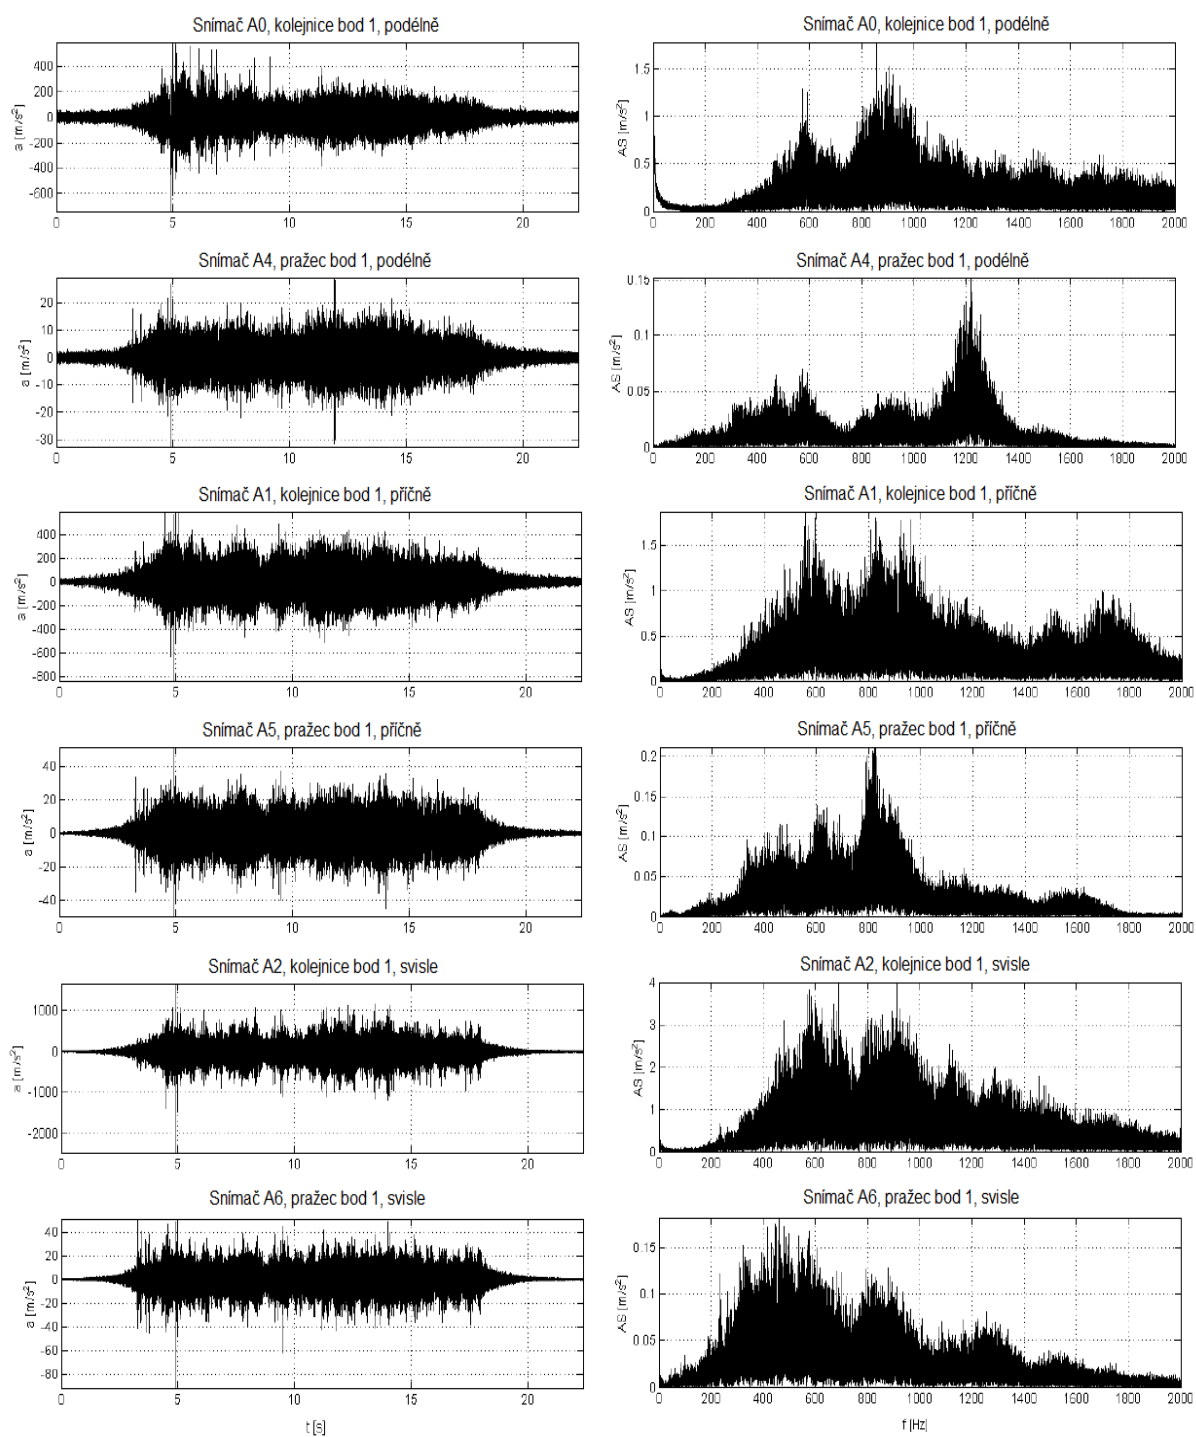 Snímač A0, kolejnice bod 1, podélně
a [m/s²]
400
200
0
-200
-400
-600
0 5 10 15 20
Snímač A0, kolejnice bod 1, podélně
AS [m/s²]
1.5
1
0.5
0
0 200 400 600 800 1000 1200 1400 1600 1800 2000
Snímač A4, pražec bod 1, podélně
a [m/s²]
20
10
0
-10
-20
-30
0 5 10 15 20
Snímač A4, pražec bod 1, podélně
AS [m/s²]
0.15
0.1
0.05
0
0 200 400 600 800 1000 1200 1400 1600 1800 2000
Snímač A1, kolejnice bod 1, příčně
a [m/s²]
400
200
0
-200
-400
-600
-800
0 5 10 15 20
Snímač A1, kolejnice bod 1, příčně
AS [m/s²]
1.5
1
0.5
0
0 200 400 600 800 1000 1200 1400 1600 1800 2000
Snímač A5, pražec bod 1, příčně
a [m/s²]
40
20
0
-20
-40
0 5 10 15 20
Snímač A5, pražec bod 1, příčně
AS [m/s²]
0.2
0.15
0.1
0.05
0
0 200 400 600 800 1000 1200 1400 1600 1800 2000
Snímač A2, kolejnice bod 1, svisle
a [m/s²]
1000
0
-1000
-2000
0 5 10 15 20
Snímač A2, kolejnice bod 1, svisle
AS [m/s²]
4
3
2
1
0
0 200 400 600 800 1000 1200 1400 1600 1800 2000
Snímač A6, pražec bod 1, svisle
a [m/s²]
40
20
0
-20
-40
-60
-80
0 5 10 15 20
t [s]
Snímač A6, pražec bod 1, svisle
AS [m/s²]
0.15
0.1
0.05
0
0 200 400 600 800 1000 1200 1400 1600 1800 2000
f [Hz]